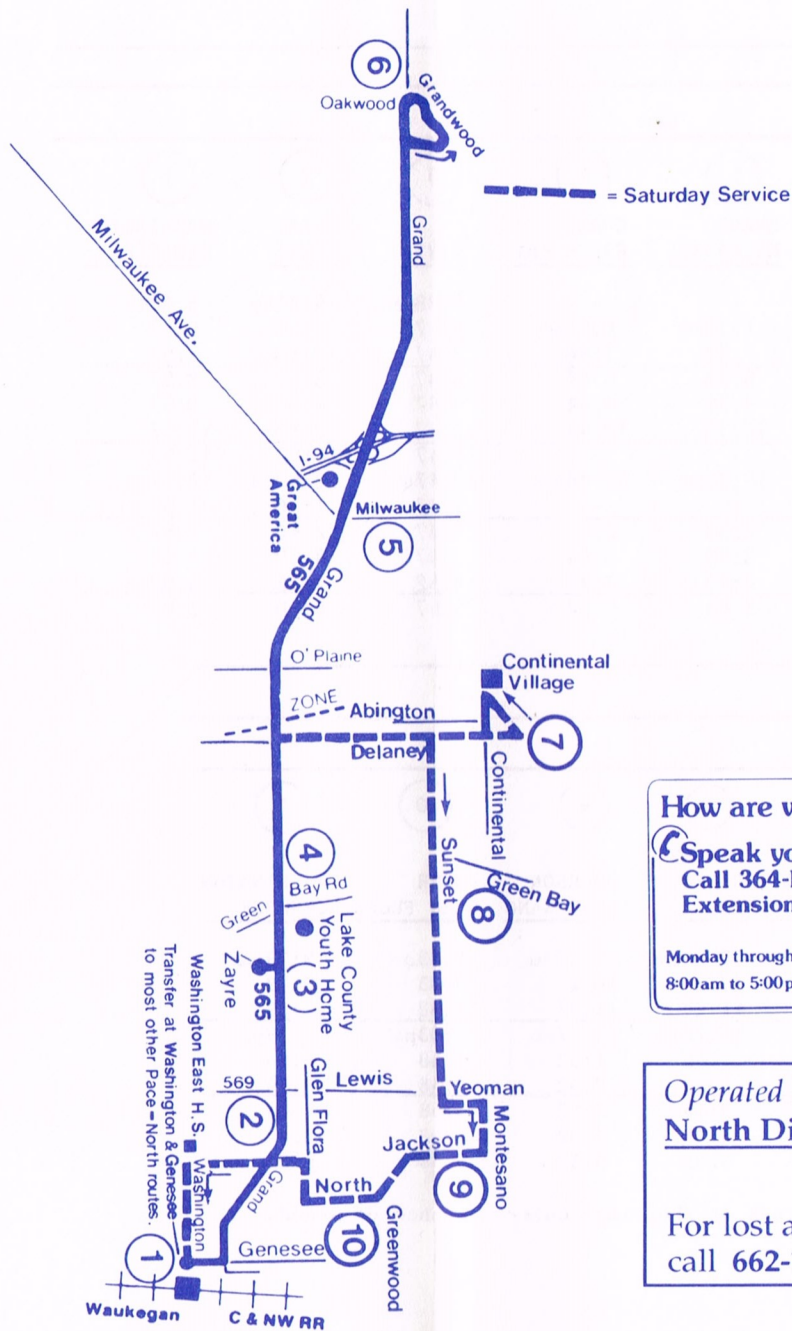 6
Oakwood
Grandwood
= Saturday Service
Grand
Milwaukee Ave.
I-94
Great
America
Milwaukee
5
565
Grand
O' Plaine
ZONE
Continental
Village
Abington
7
Delaney
Continental
Sunset
Green Bay
8
4
Bay Rd
Green
Lake County
Youth Home
(3)
Zayre
565
569
Lewis
2
Glen Flora
Yeoman
Montesano
Jackson
9
North
Greenwood
10
Grand
Washington
Washington East H.S.
Transfer at Washington & Genesee
to most other Pace-North routes.
Genesee
1
Waukegan
C & NW RR
How are
Speak
Call 364-
Extension
Monday through
8:00am to 5:00
Operated
North
For lost
call 662-